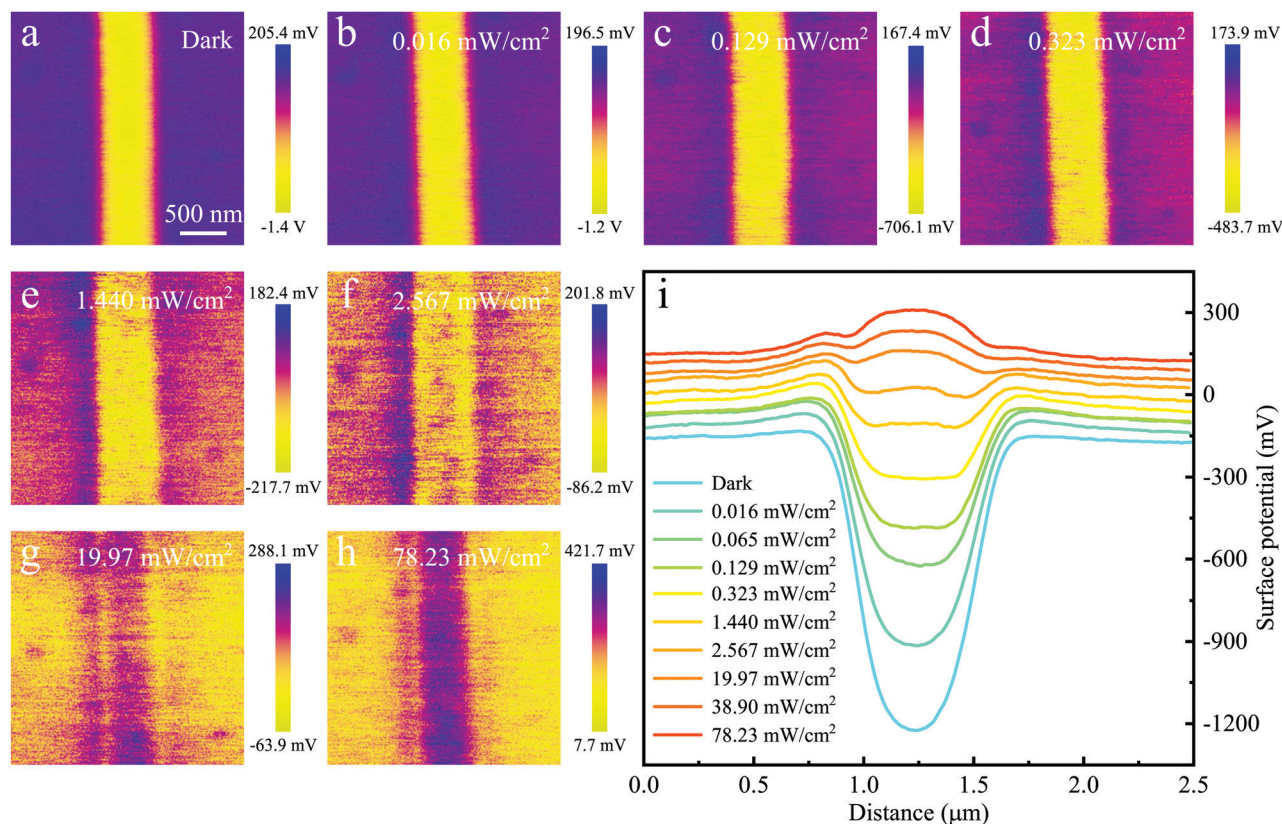 a
Dark
205.4 mV
-1.4 V
500 nm
b
0.016 mW/cm²
196.5 mV
-1.2 V
c
0.129 mW/cm²
167.4 mV
-706.1 mV
d
0.323 mW/cm²
173.9 mV
-483.7 mV
e
1.440 mW/cm²
182.4 mV
-217.7 mV
f
2.567 mW/cm²
201.8 mV
-86.2 mV
g
19.97 mW/cm²
288.1 mV
-63.9 mV
h
78.23 mW/cm²
421.7 mV
7.7 mV
i
Dark
0.016 mW/cm²
0.065 mW/cm²
0.129 mW/cm²
0.323 mW/cm²
1.440 mW/cm²
2.567 mW/cm²
19.97 mW/cm²
38.90 mW/cm²
78.23 mW/cm²
300
0
-300
-600
-900
-1200
Surface potential (mV)
0.0 0.5 1.0 1.5 2.0 2.5
Distance (μm)